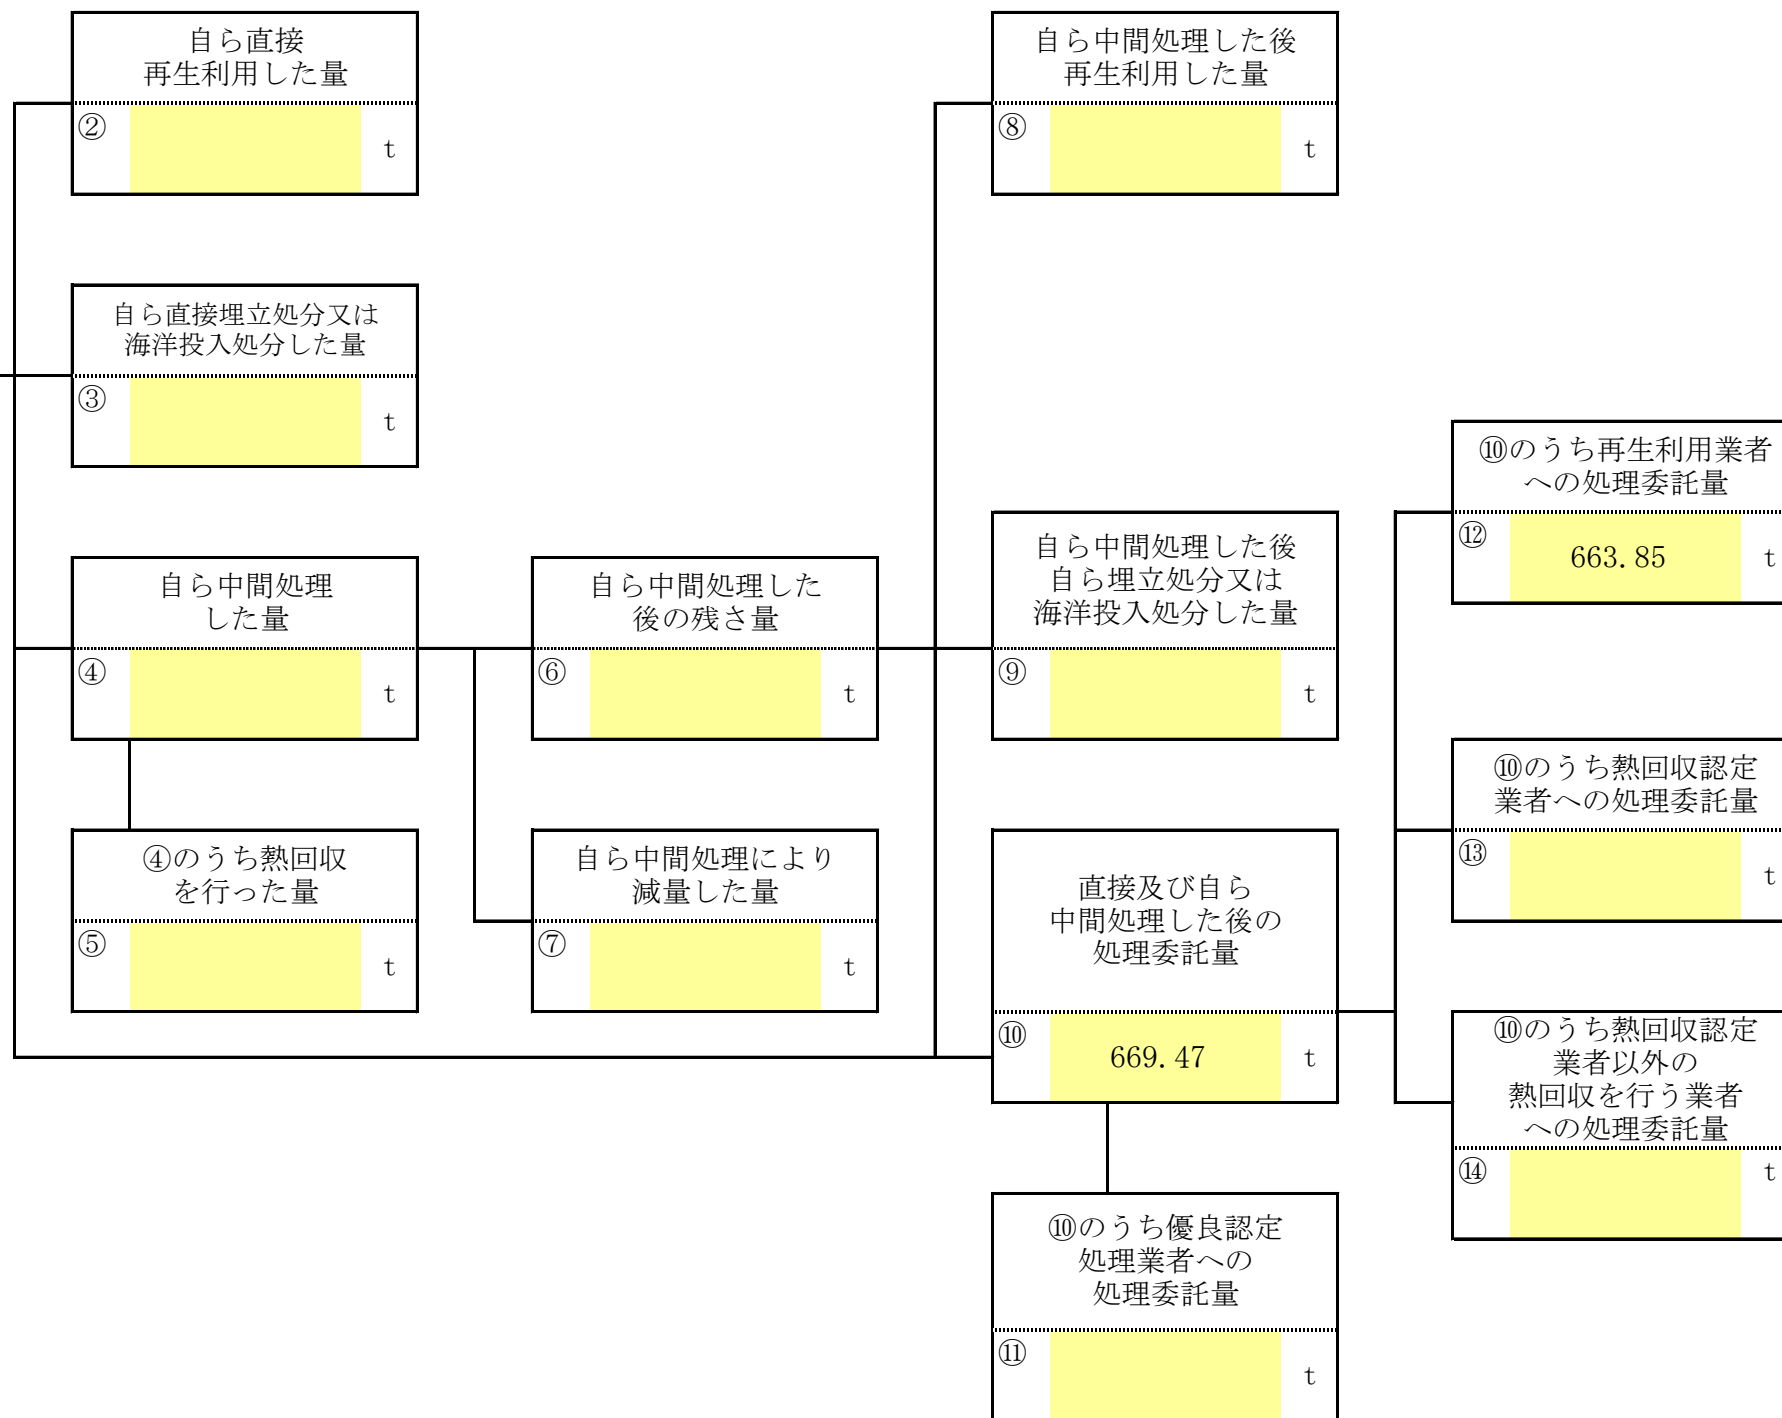 自ら直接
再生利用した量
②
t
自ら直接埋立処分又は
海洋投入処分した量
③
t
自ら中間処理
した量
④
t
④のうち熱回収
を行った量
⑤
t
自ら中間処理した
後の残さ量
⑥
t
自ら中間処理により
減量した量
⑦
t
自ら中間処理した後
再生利用した量
⑧
t
自ら中間処理した後
自ら埋立処分又は
海洋投入処分した量
⑨
t
直接及び自ら
中間処理した後の
処理委託量
⑩ 669.47 t
⑩のうち優良認定
処理業者への
処理委託量
⑪
t
⑩のうち再生利用業者
への処理委託量
⑫ 663.85 t
⑩のうち熱回収認定
業者への処理委託量
⑬
t
⑩のうち熱回収認定
業者以外の
熱回収を行う業者
への処理委託量
⑭
t